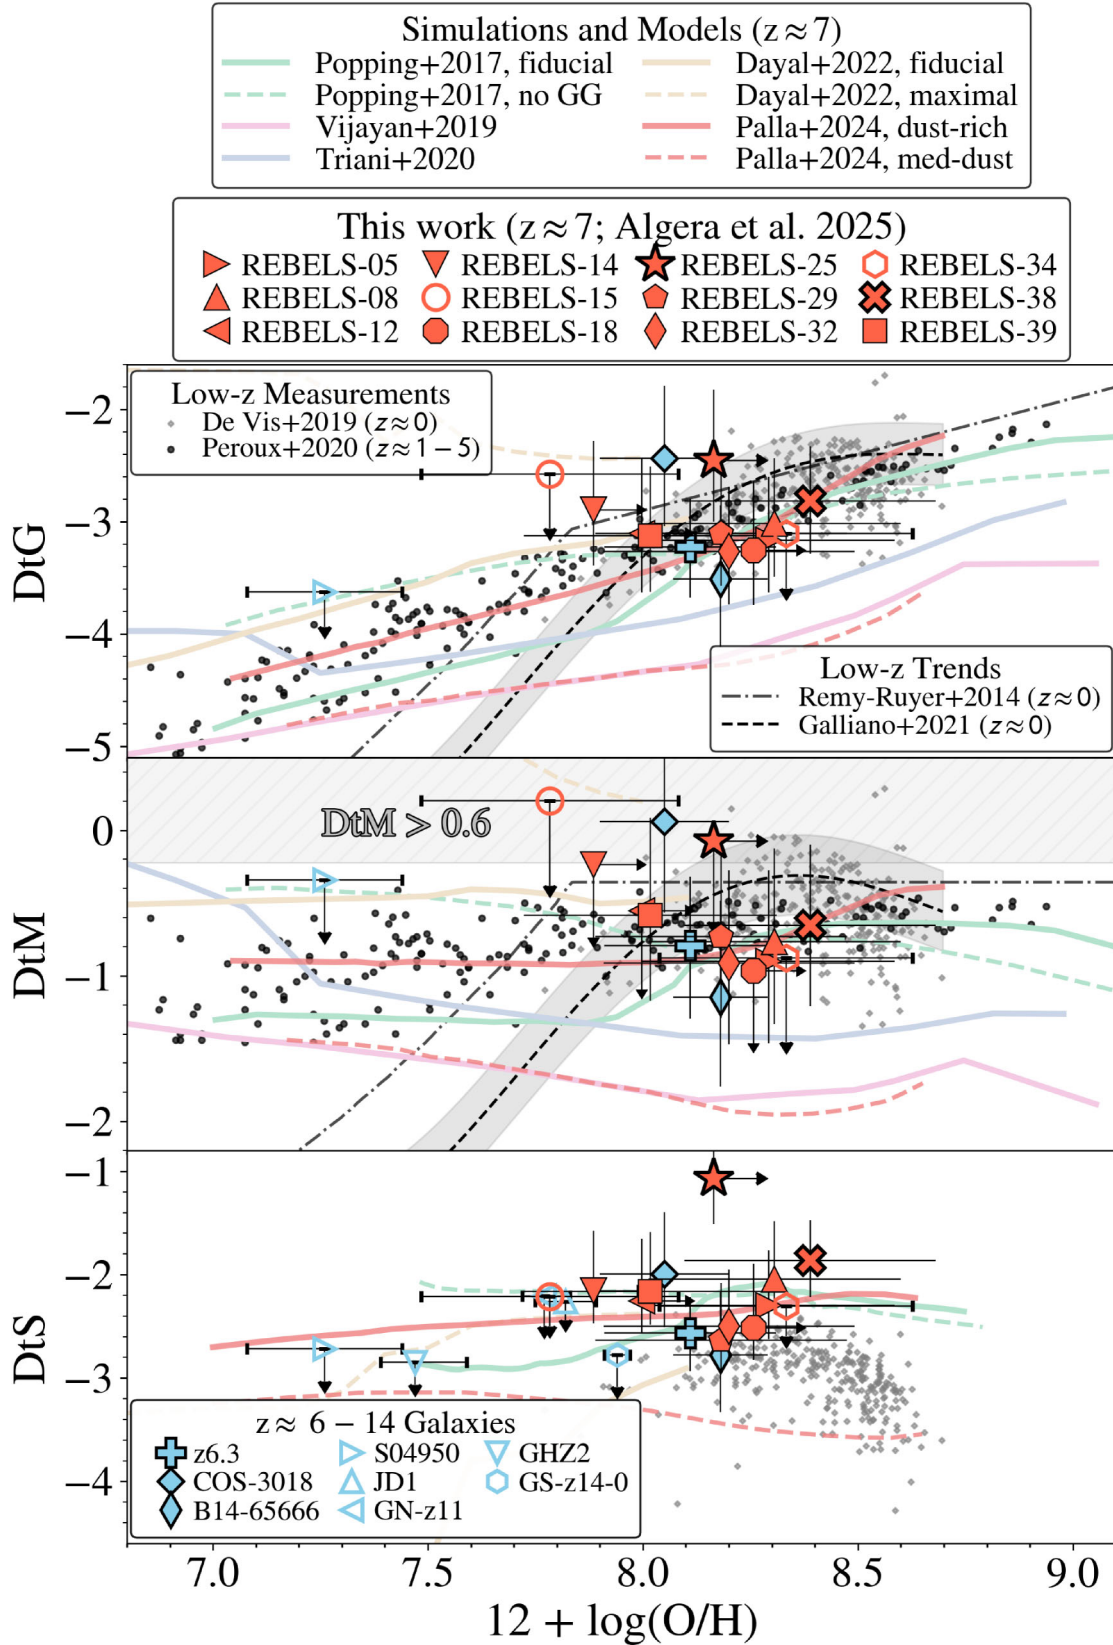 Simulations and Models (z ≈ 7)
Popping+2017, fiducial
Popping+2017, no GG
Vijayan+2019
Triani+2020
Dayal+2022, fiducial
Dayal+2022, maximal
Palla+2024, dust-rich
Palla+2024, med-dust
This work (z ≈ 7; Algera et al. 2025)
REBELS-05
REBELS-08
REBELS-12
REBELS-14
REBELS-15
REBELS-18
REBELS-25
REBELS-29
REBELS-32
REBELS-34
REBELS-38
REBELS-39
Low-z Measurements
De Vis+2019 (z ≈ 0)
Peroux+2020 (z ≈ 1 − 5)
DtG
−2
−3
−4
−5
Low-z Trends
Remy-Ruyer+2014 (z ≈ 0)
Galliano+2021 (z ≈ 0)
DtM > 0.6
DtM
0
−1
−2
DtS
−1
−2
−3
−4
z ≈ 6 − 14 Galaxies
z6.3
COS-3018
B14-65666
S04950
JD1
GN-z11
GHZ2
GS-z14-0
7.0 7.5 8.0 8.5 9.0
12 + log(O/H)